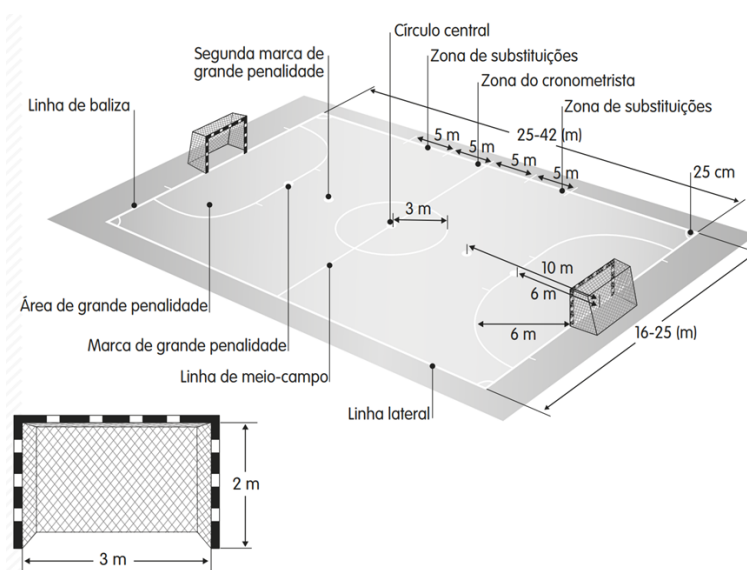 Círculo central
Segunda marca de
grande penalidade
Zona de substituições
Zona do cronometrista
Linha de baliza
Zona de substituições
25-42 (m)
5 m
5 m
5 m
5 m
25 cm
3 m
10 m
6 m
6 m
16-25 (m)
Área de grande penalidade
Marca de grande penalidade
Linha de meio-campo
Linha lateral
2 m
3 m